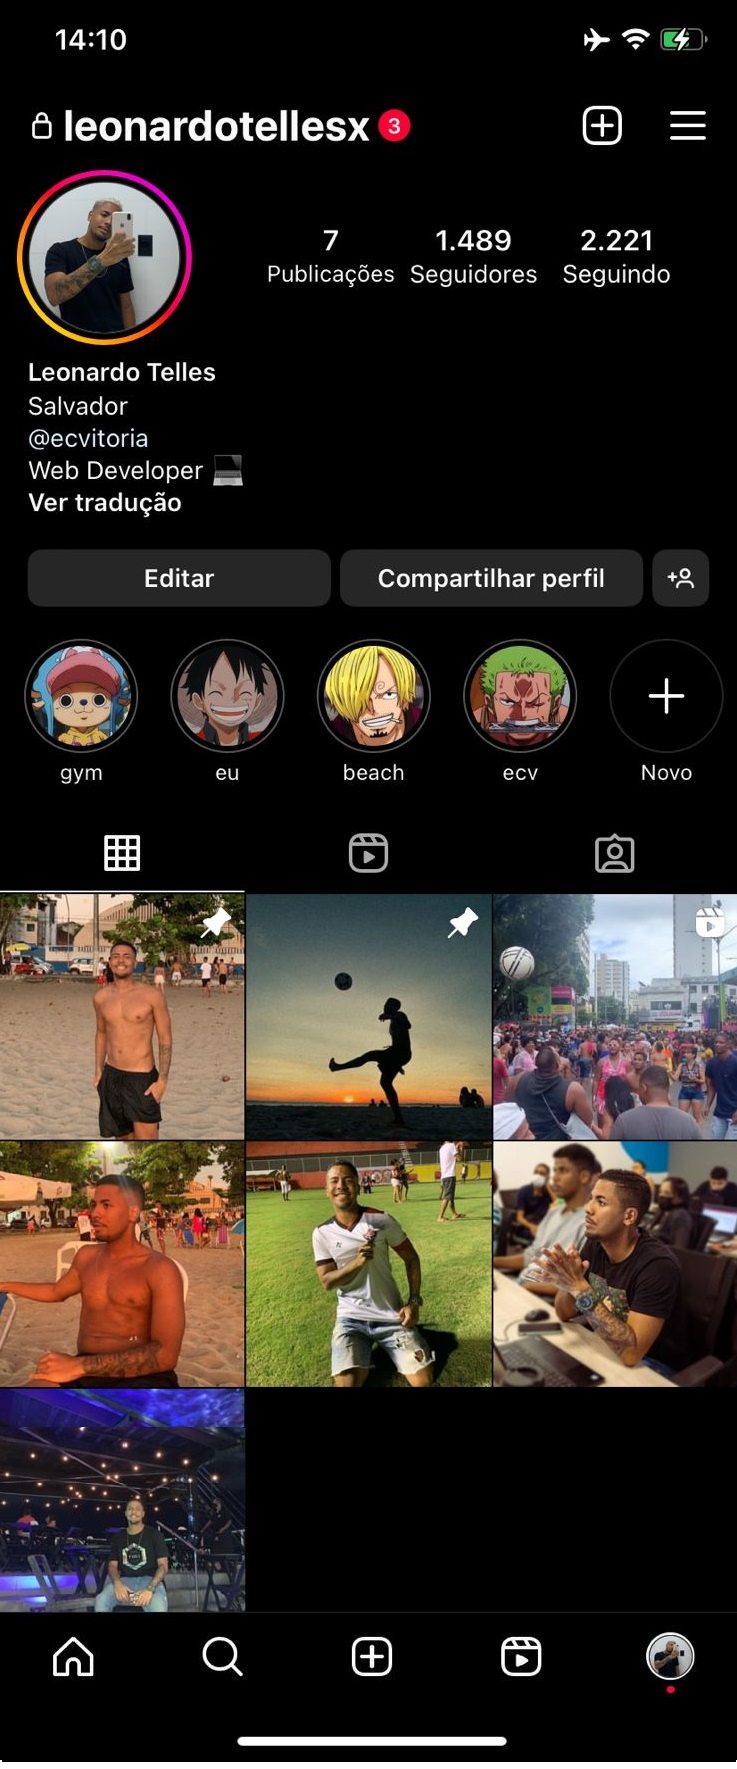 14:10
leonardotellesx 3
7 1.489 2.221
Publicações Seguidores Seguindo
Leonardo Telles
Salvador
@ecvitoria
Web Developer
Ver tradução
Editar Compartilhar perfil
gym eu beach ecv Novo